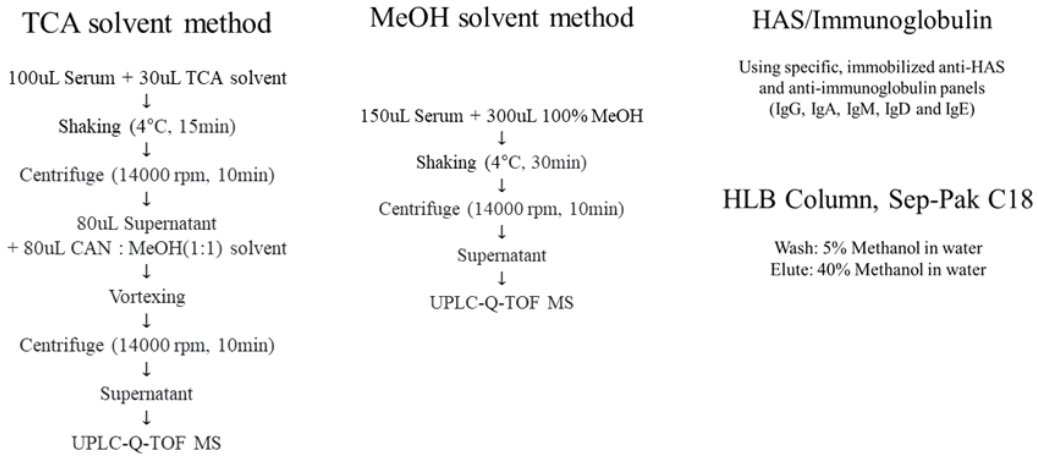 TCA solvent method
100uL Serum + 30uL TCA solvent
↓
Shaking (4°C, 15min)
↓
Centrifuge (14000 rpm, 10min)
↓
80uL Supernatant
+ 80uL CAN : MeOH(1:1) solvent
↓
Vortexing
↓
Centrifuge (14000 rpm, 10min)
↓
Supernatant
↓
UPLC-Q-TOF MS
MeOH solvent method
150uL Serum + 300uL 100% MeOH
↓
Shaking (4°C, 30min)
↓
Centrifuge (14000 rpm, 10min)
↓
Supernatant
↓
UPLC-Q-TOF MS
HAS/Immunoglobulin
Using specific, immobilized anti-HAS
and anti-immunoglobulin panels
(IgG, IgA, IgM, IgD and IgE)
HLB Column, Sep-Pak C18
Wash: 5% Methanol in water
Elute: 40% Methanol in water